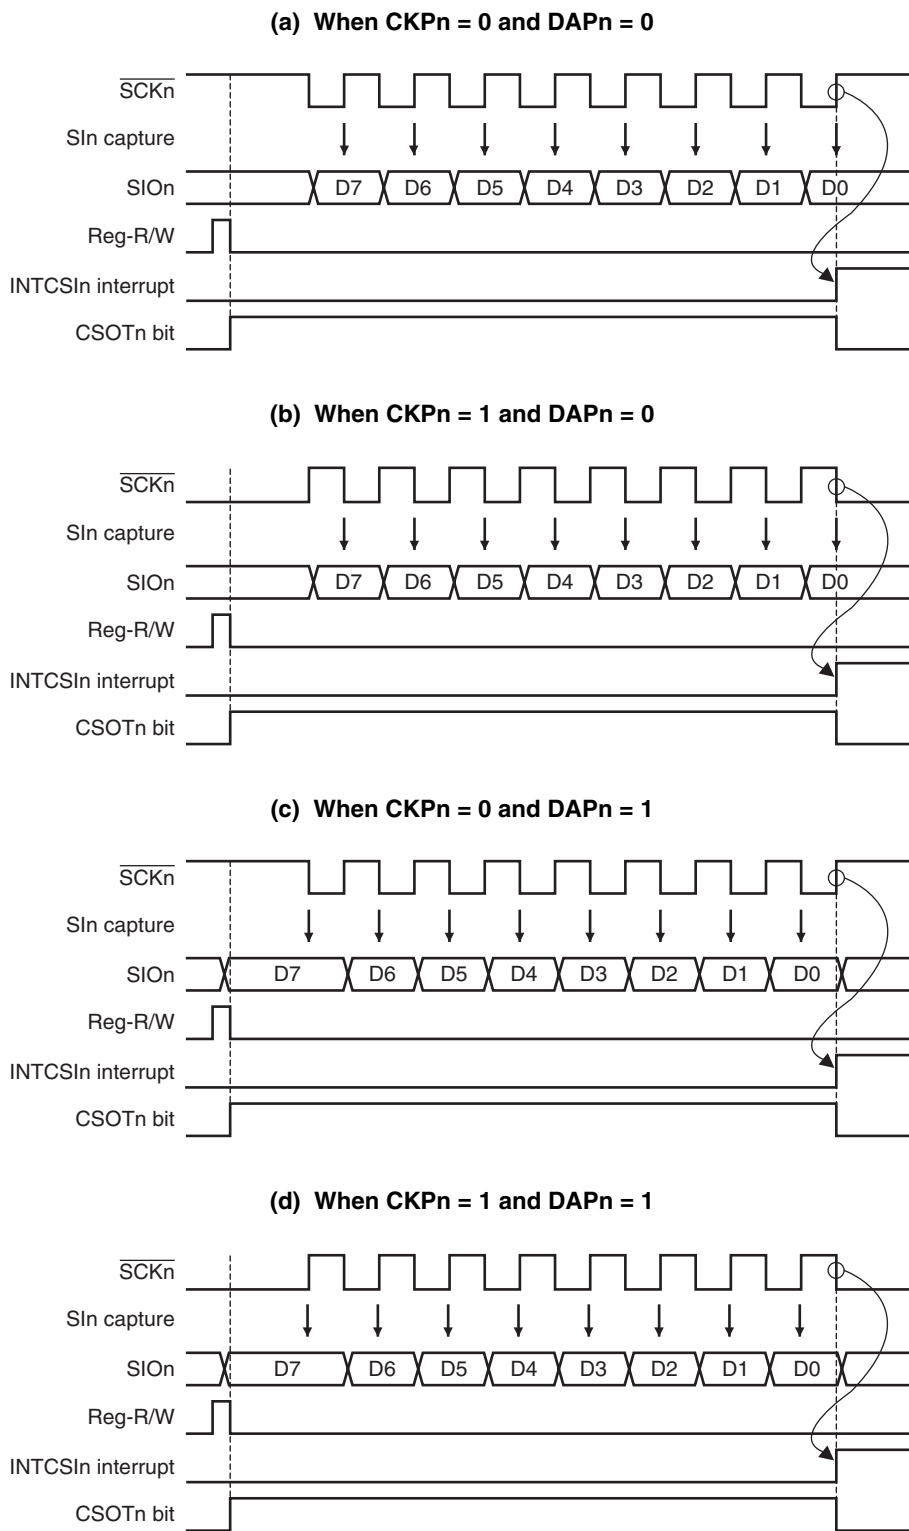 (a) When CKPn = 0 and DAPn = 0
SCKn
SIn capture
SIOn D7 D6 D5 D4 D3 D2 D1 D0
Reg-R/W
INTCSIn interrupt
CSOTn bit
(b) When CKPn = 1 and DAPn = 0
SCKn
SIn capture
SIOn D7 D6 D5 D4 D3 D2 D1 D0
Reg-R/W
INTCSIn interrupt
CSOTn bit
(c) When CKPn = 0 and DAPn = 1
SCKn
SIn capture
SIOn D7 D6 D5 D4 D3 D2 D1 D0
Reg-R/W
INTCSIn interrupt
CSOTn bit
(d) When CKPn = 1 and DAPn = 1
SCKn
SIn capture
SIOn D7 D6 D5 D4 D3 D2 D1 D0
Reg-R/W
INTCSIn interrupt
CSOTn bit